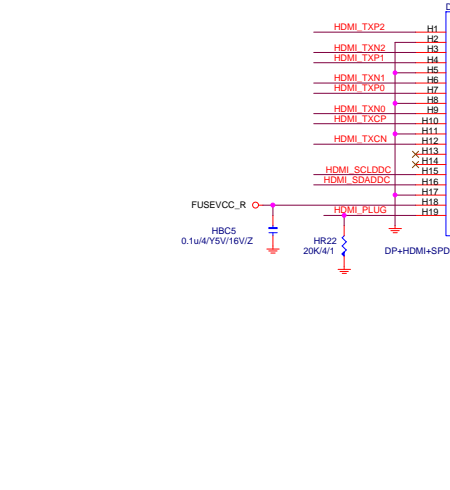 D
HDMI_TXP2 H1
H2
HDMI_TXN2 H3
HDMI_TXP1 H4
H5
HDMI_TXN1 H6
HDMI_TXP0 H7
H8
HDMI_TXN0 H9
HDMI_TXCP H10
H11
HDMI_TXCN H12
H13
H14
HDMI_SCLDDC H15
HDMI_SDADDC H16
H17
FUSEVCC_R H18
HDMI_PLUG H19
HBC5
0.1u/4/Y5V/16V/Z
HR22
20K/4/1
DP+HDMI+SPD